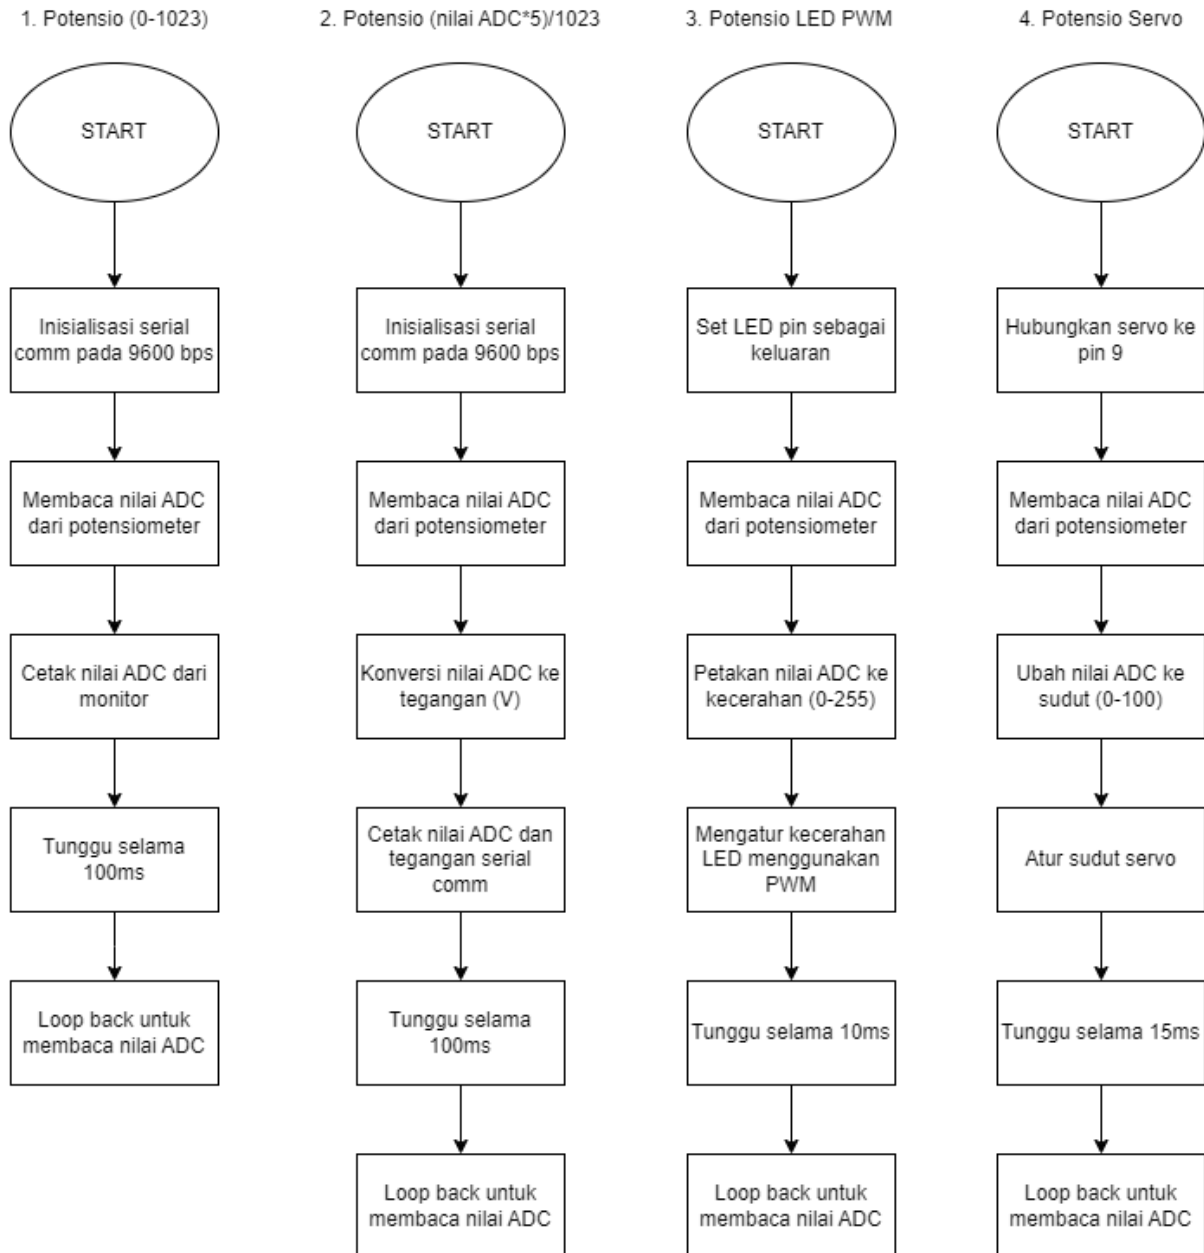 1. Potensio (0-1023)
START
Inisialisasi serial
comm pada 9600 bps
Membaca nilai ADC
dari potensiometer
Cetak nilai ADC dari
monitor
Tunggu selama
100ms
Loop back untuk
membaca nilai ADC
2. Potensio (nilai ADC*5)/1023
START
Inisialisasi serial
comm pada 9600 bps
Membaca nilai ADC
dari potensiometer
Konversi nilai ADC ke
tegangan (V)
Cetak nilai ADC dan
tegangan serial
comm
Tunggu selama
100ms
Loop back untuk
membaca nilai ADC
3. Potensio LED PWM
START
Set LED pin sebagai
keluaran
Membaca nilai ADC
dari potensiometer
Petakan nilai ADC ke
kecerahan (0-255)
Mengatur kecerahan
LED menggunakan
PWM
Tunggu selama 10ms
Loop back untuk
membaca nilai ADC
4. Potensio Servo
START
Hubungkan servo ke
pin 9
Membaca nilai ADC
dari potensiometer
Ubah nilai ADC ke
sudut (0-100)
Atur sudut servo
Tunggu selama 15ms
Loop back untuk
membaca nilai ADC